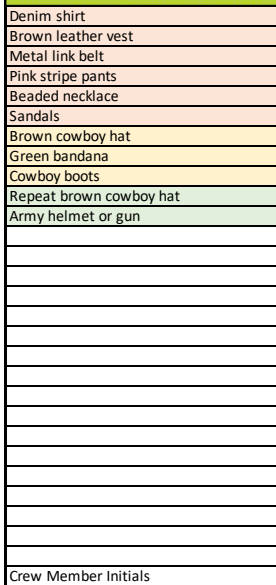 Denim shirt
Brown leather vest
Metal link belt
Pink stripe pants
Beaded necklace
Sandals
Brown cowboy hat
Green bandana
Cowboy boots
Repeat brown cowboy hat
Army helmet or gun
Crew Member Initials